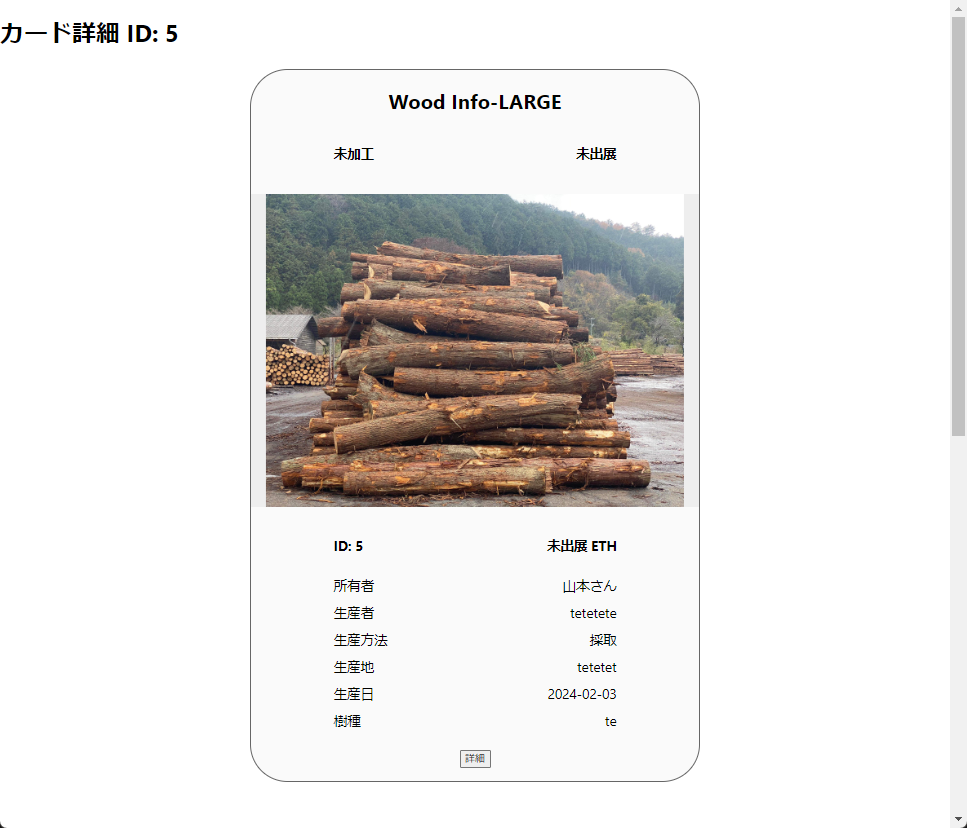 カード詳細 ID: 5
Wood Info-LARGE
未加工 未出展
ID: 5 未出展 ETH
所有者 山本さん
生産者 tetetete
生産方法 採取
生産地 tetetet
生産日 2024-02-03
樹種 te
詳細